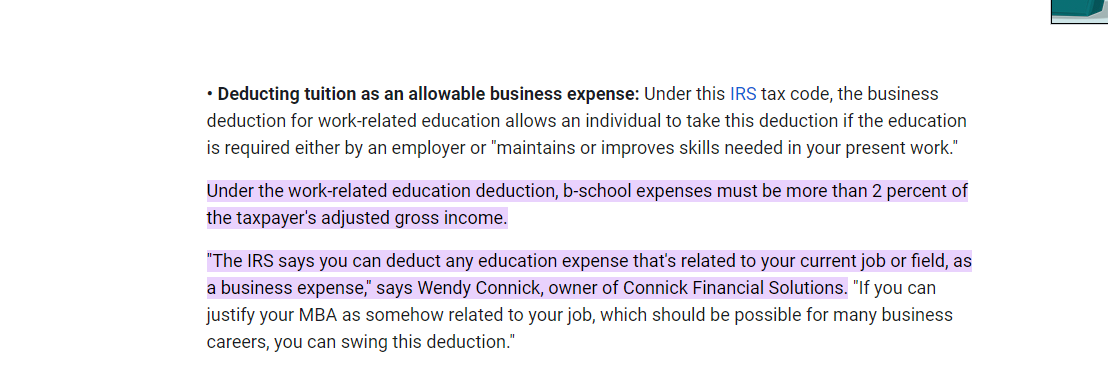 • Deducting tuition as an allowable business expense: Under this IRS tax code, the business
deduction for work-related education allows an individual to take this deduction if the education
is required either by an employer or "maintains or improves skills needed in your present work."
Under the work-related education deduction, b-school expenses must be more than 2 percent of
the taxpayer's adjusted gross income.
"The IRS says you can deduct any education expense that's related to your current job or field, as
a business expense," says Wendy Connick, owner of Connick Financial Solutions. "If you can
justify your MBA as somehow related to your job, which should be possible for many business
careers, you can swing this deduction."